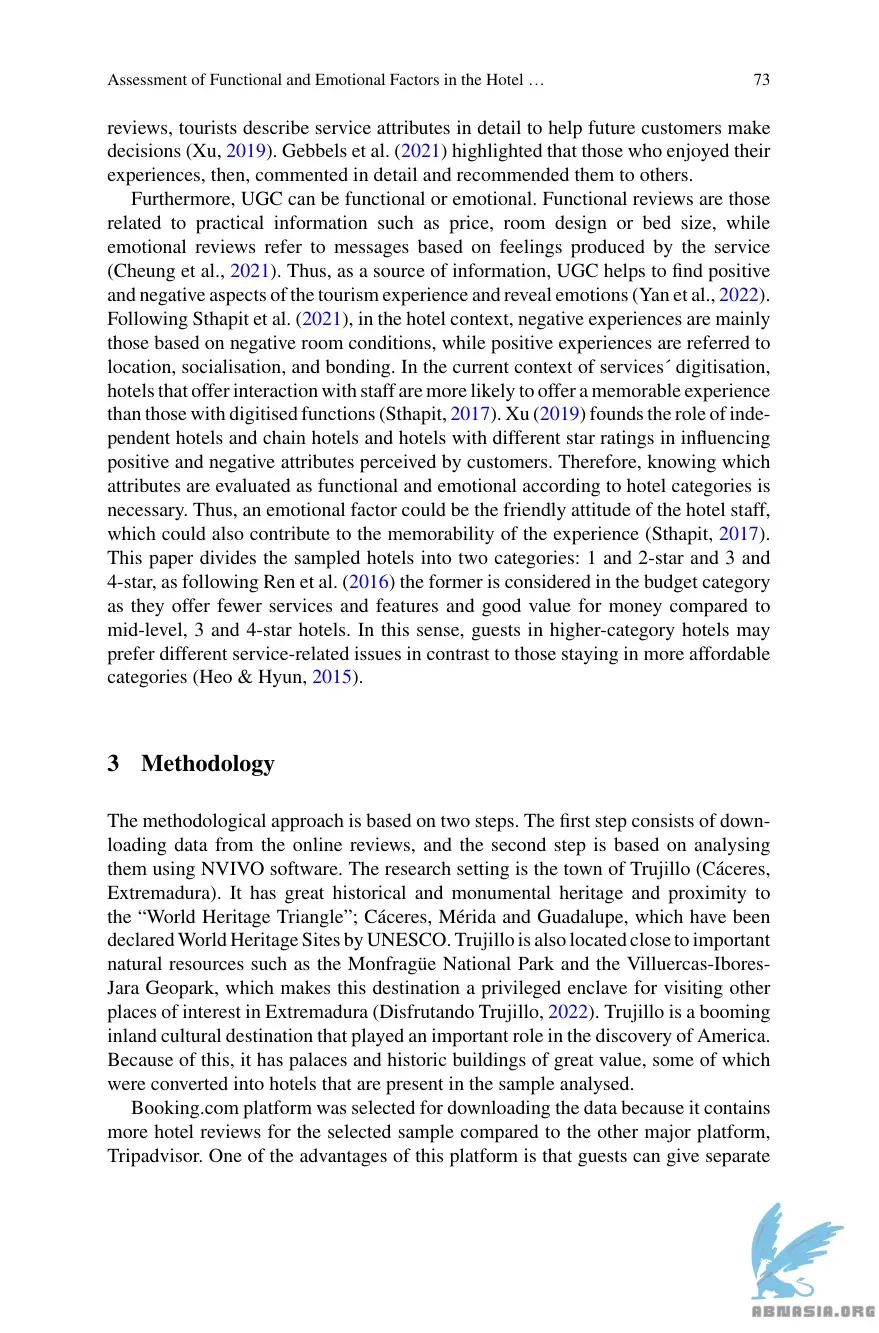 Assessment of Functional and Emotional Factors in the Hotel … 73
reviews, tourists describe service attributes in detail to help future customers make
decisions (Xu, 2019). Gebbels et al. (2021) highlighted that those who enjoyed their
experiences, then, commented in detail and recommended them to others.
Furthermore, UGC can be functional or emotional. Functional reviews are those
related to practical information such as price, room design or bed size, while
emotional reviews refer to messages based on feelings produced by the service
(Cheung et al., 2021). Thus, as a source of information, UGC helps to find positive
and negative aspects of the tourism experience and reveal emotions (Yan et al., 2022).
Following Sthapit et al. (2021), in the hotel context, negative experiences are mainly
those based on negative room conditions, while positive experiences are referred to
location, socialisation, and bonding. In the current context of services´ digitisation,
hotels that offer interaction with staff are more likely to offer a memorable experience
than those with digitised functions (Sthapit, 2017). Xu (2019) founds the role of inde-
pendent hotels and chain hotels and hotels with different star ratings in influencing
positive and negative attributes perceived by customers. Therefore, knowing which
attributes are evaluated as functional and emotional according to hotel categories is
necessary. Thus, an emotional factor could be the friendly attitude of the hotel staff,
which could also contribute to the memorability of the experience (Sthapit, 2017).
This paper divides the sampled hotels into two categories: 1 and 2-star and 3 and
4-star, as following Ren et al. (2016) the former is considered in the budget category
as they offer fewer services and features and good value for money compared to
mid-level, 3 and 4-star hotels. In this sense, guests in higher-category hotels may
prefer different service-related issues in contrast to those staying in more affordable
categories (Heo & Hyun, 2015).
3 Methodology
The methodological approach is based on two steps. The first step consists of down-
loading data from the online reviews, and the second step is based on analysing
them using NVIVO software. The research setting is the town of Trujillo (Cáceres,
Extremadura). It has great historical and monumental heritage and proximity to
the “World Heritage Triangle”; Cáceres, Mérida and Guadalupe, which have been
declared World Heritage Sites by UNESCO. Trujillo is also located close to important
natural resources such as the Monfragüe National Park and the Villuercas-Ibores-
Jara Geopark, which makes this destination a privileged enclave for visiting other
places of interest in Extremadura (Disfrutando Trujillo, 2022). Trujillo is a booming
inland cultural destination that played an important role in the discovery of America.
Because of this, it has palaces and historic buildings of great value, some of which
were converted into hotels that are present in the sample analysed.
Booking.com platform was selected for downloading the data because it contains
more hotel reviews for the selected sample compared to the other major platform,
Tripadvisor. One of the advantages of this platform is that guests can give separate
ABNASIA.ORG